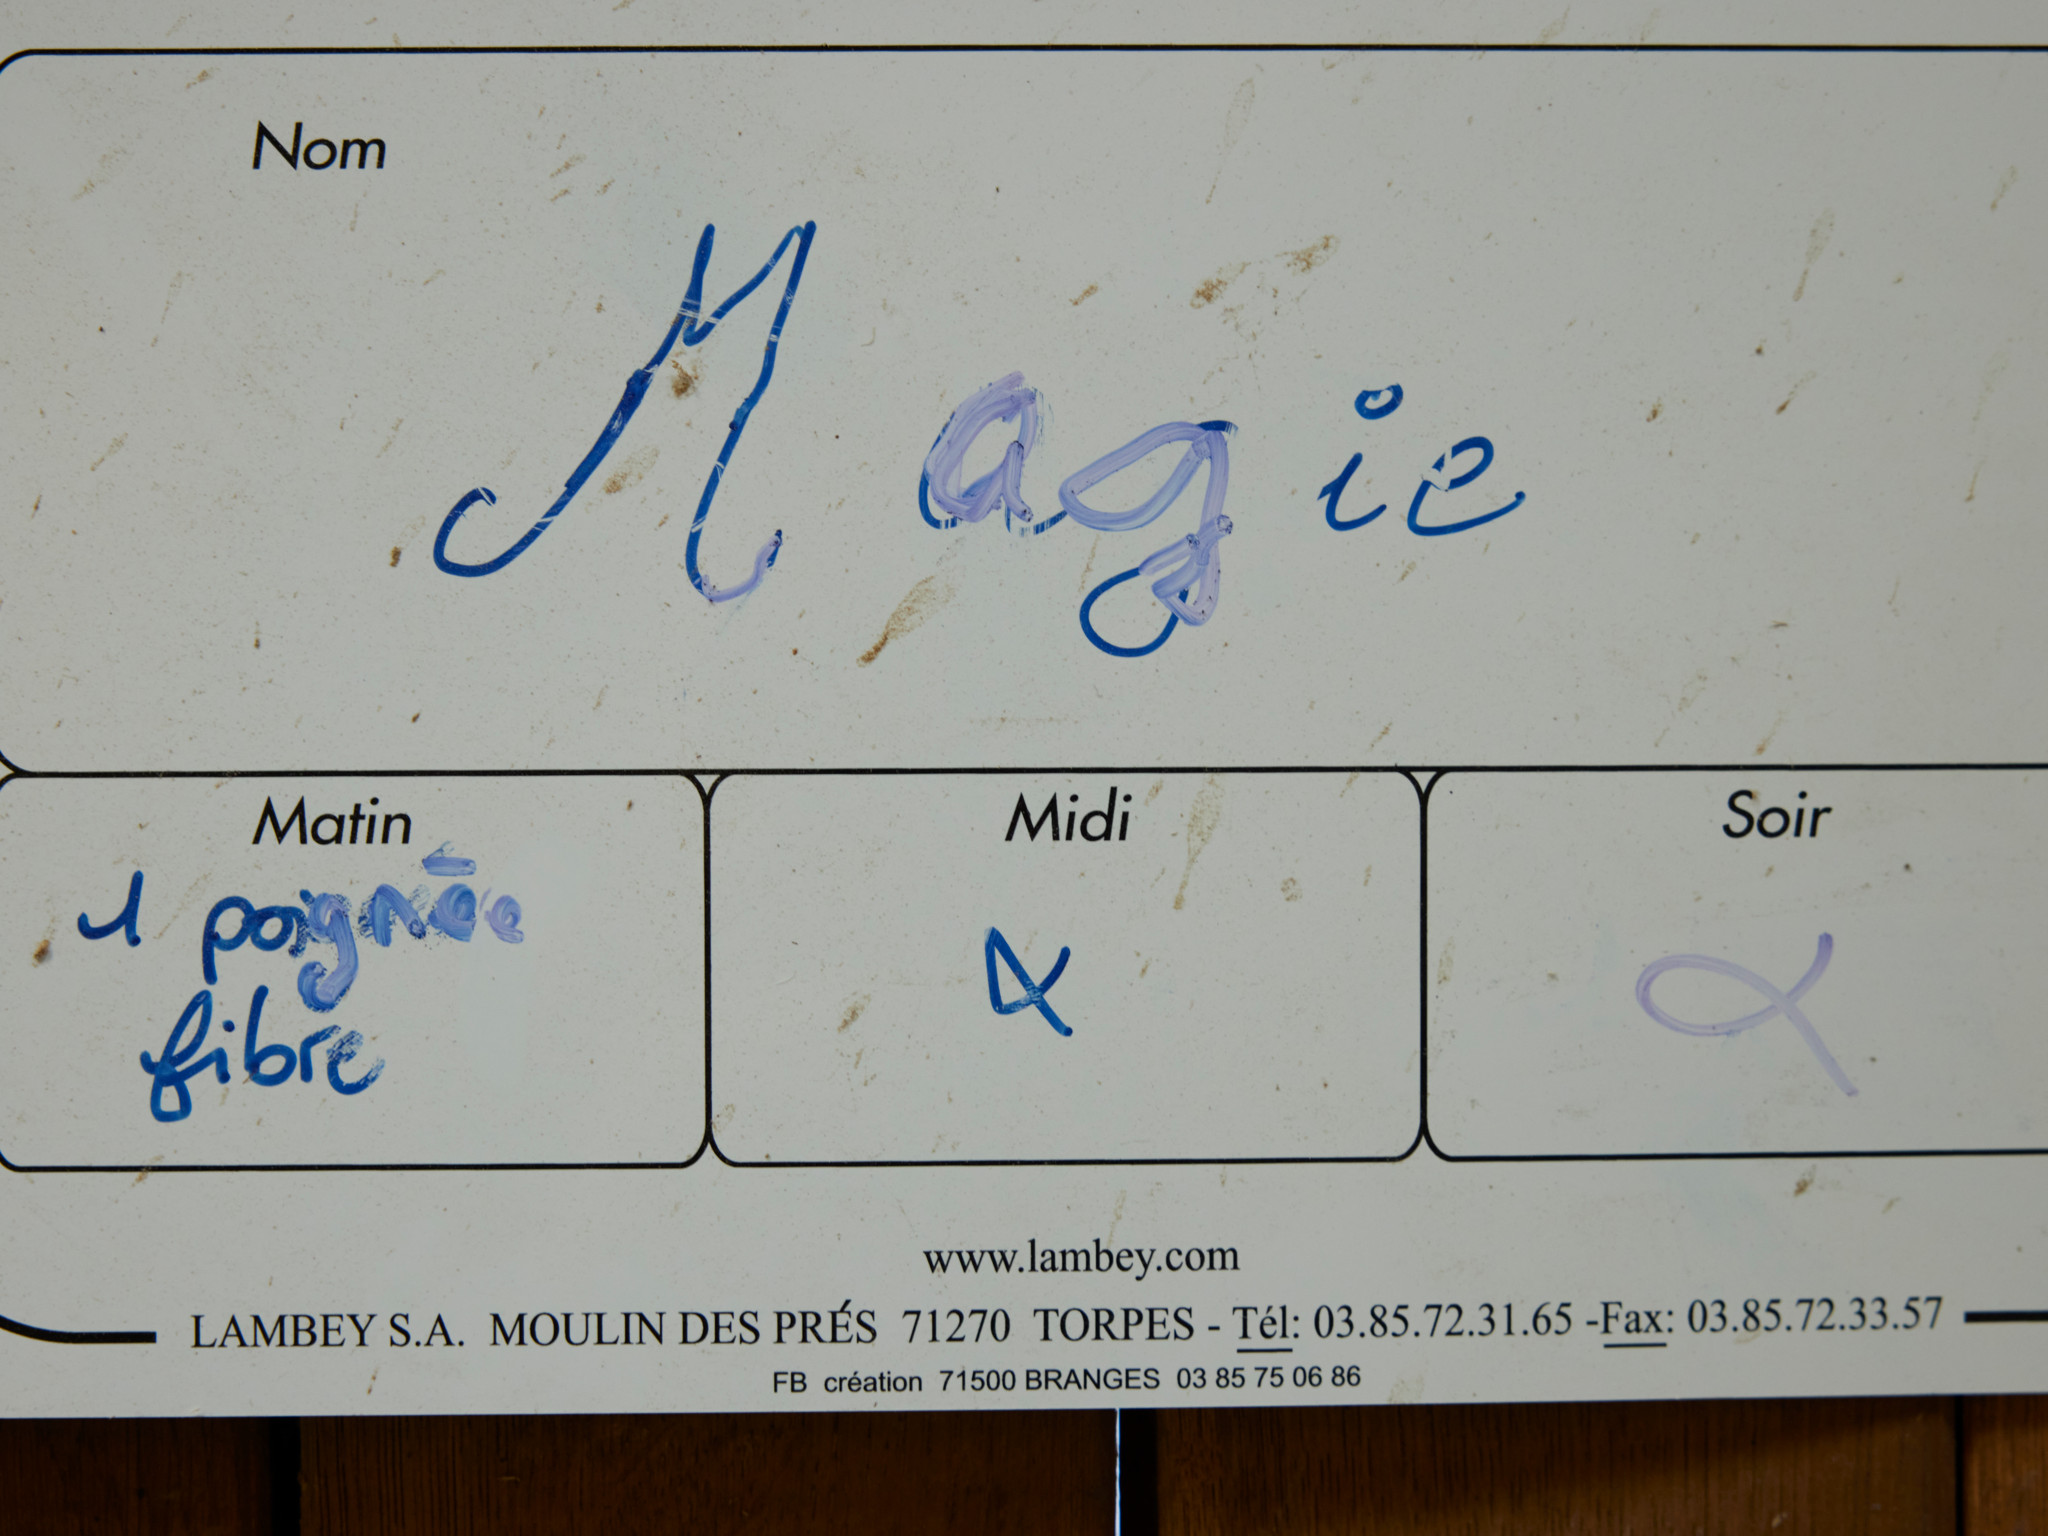 Nom
Magie
Matin
Midi
Soir
1 poignée
fibre
www.lambey.com
LAMBEY S.A. MOULIN DES PRÉS 71270 TORPES - Tél: 03.85.72.31.65 -Fax: 03.85.72.33.57
FB création 71500 BRANGES 03 85 75 06 86